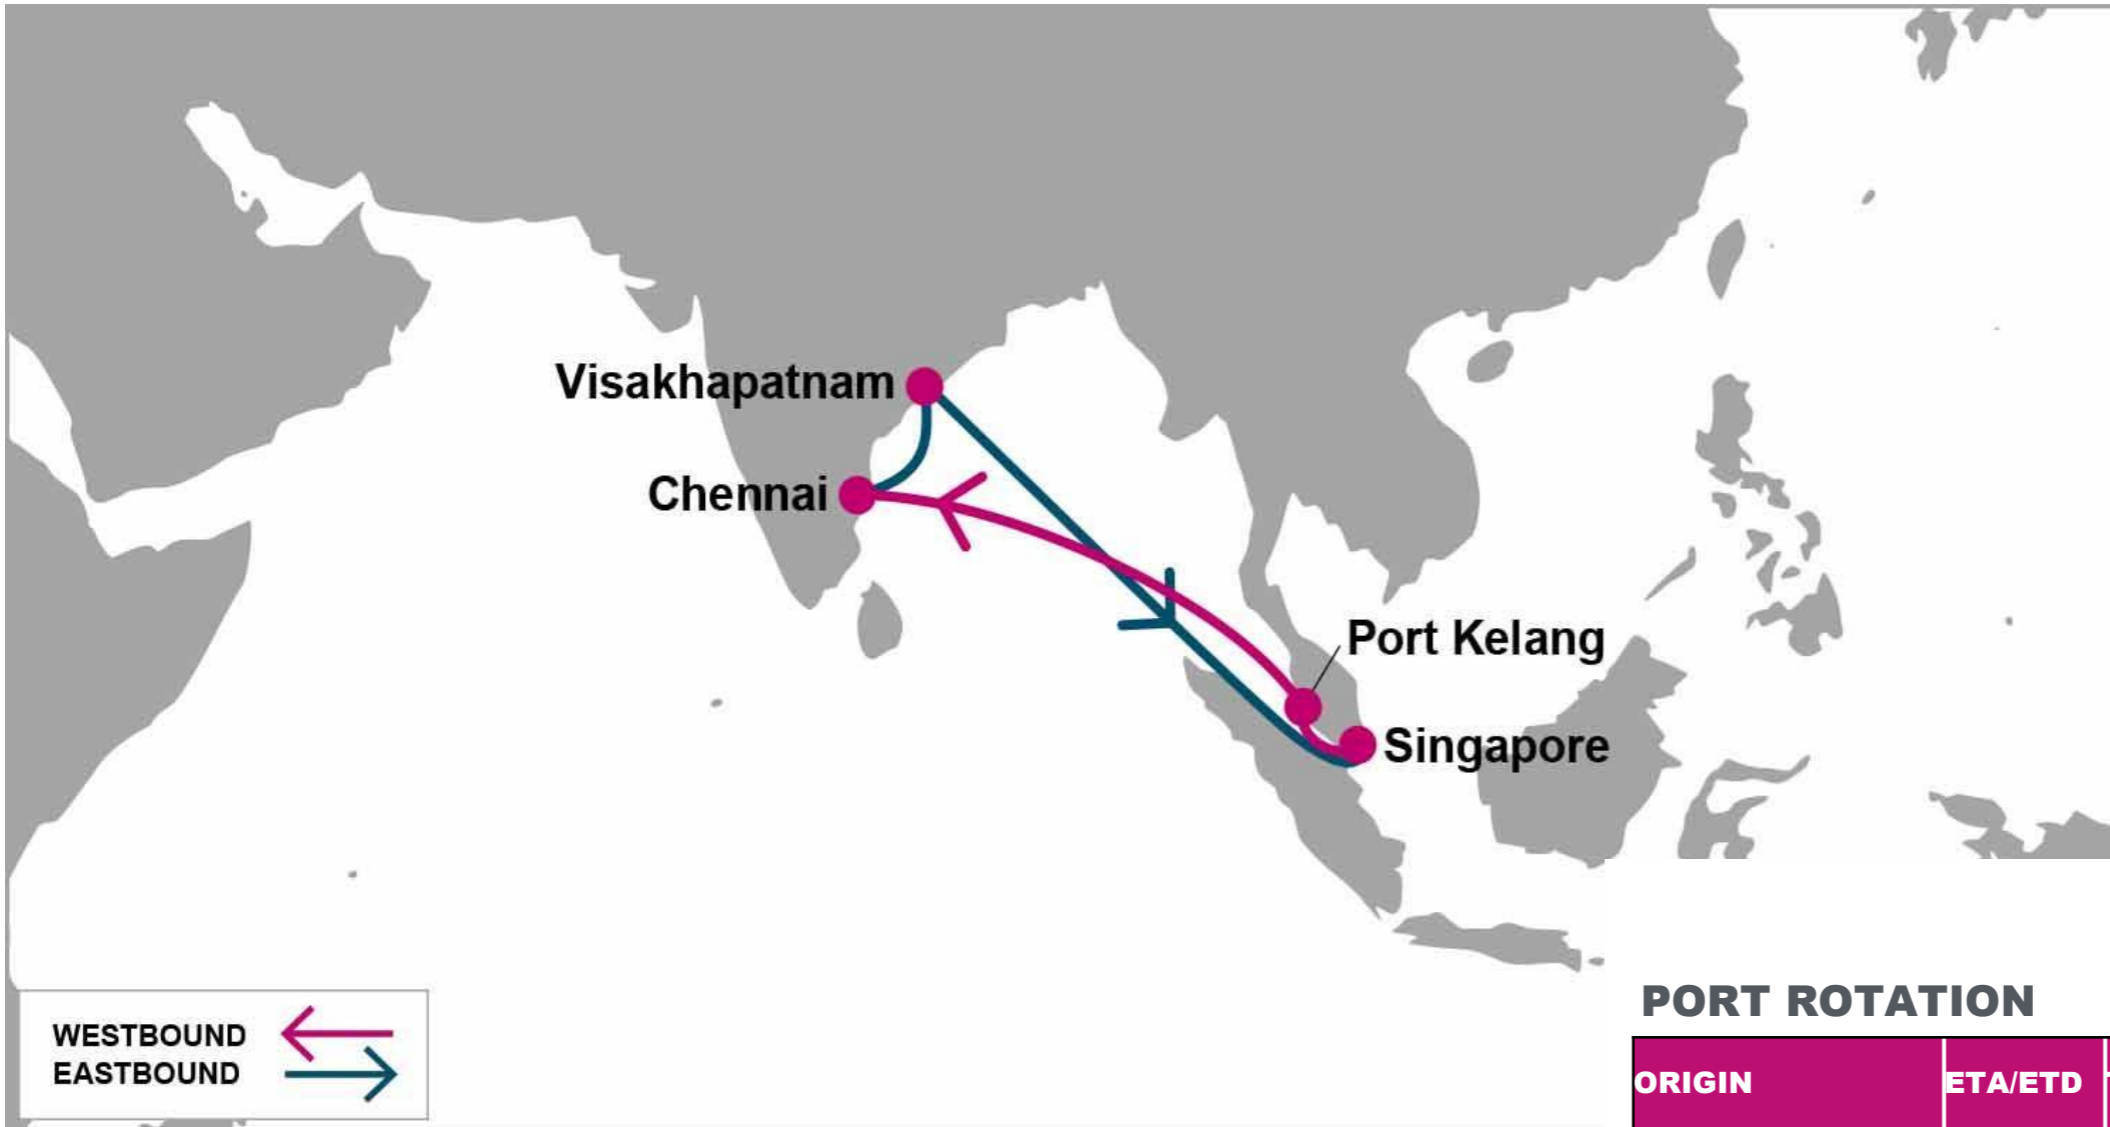 Visakhapatnam
Chennai
Port Kelang
Singapore
WESTBOUND
EASTBOUND
PORT ROTATION
ORIGIN ETA/ETD